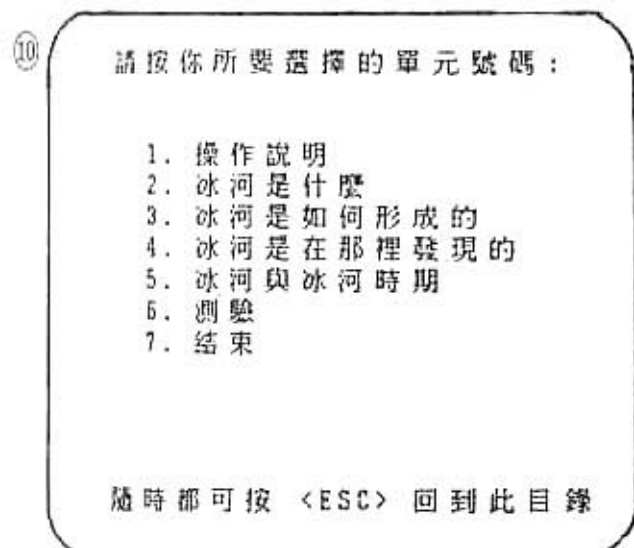 ⑩
請按你所要選擇的單元號碼:
1. 操作說明
2. 冰河是什麼
3. 冰河是如何形成的
4. 冰河是在那裡發現的
5. 冰河與冰河時期
6. 測驗
7. 結束
隨時都可按 <ESC> 回到此目錄